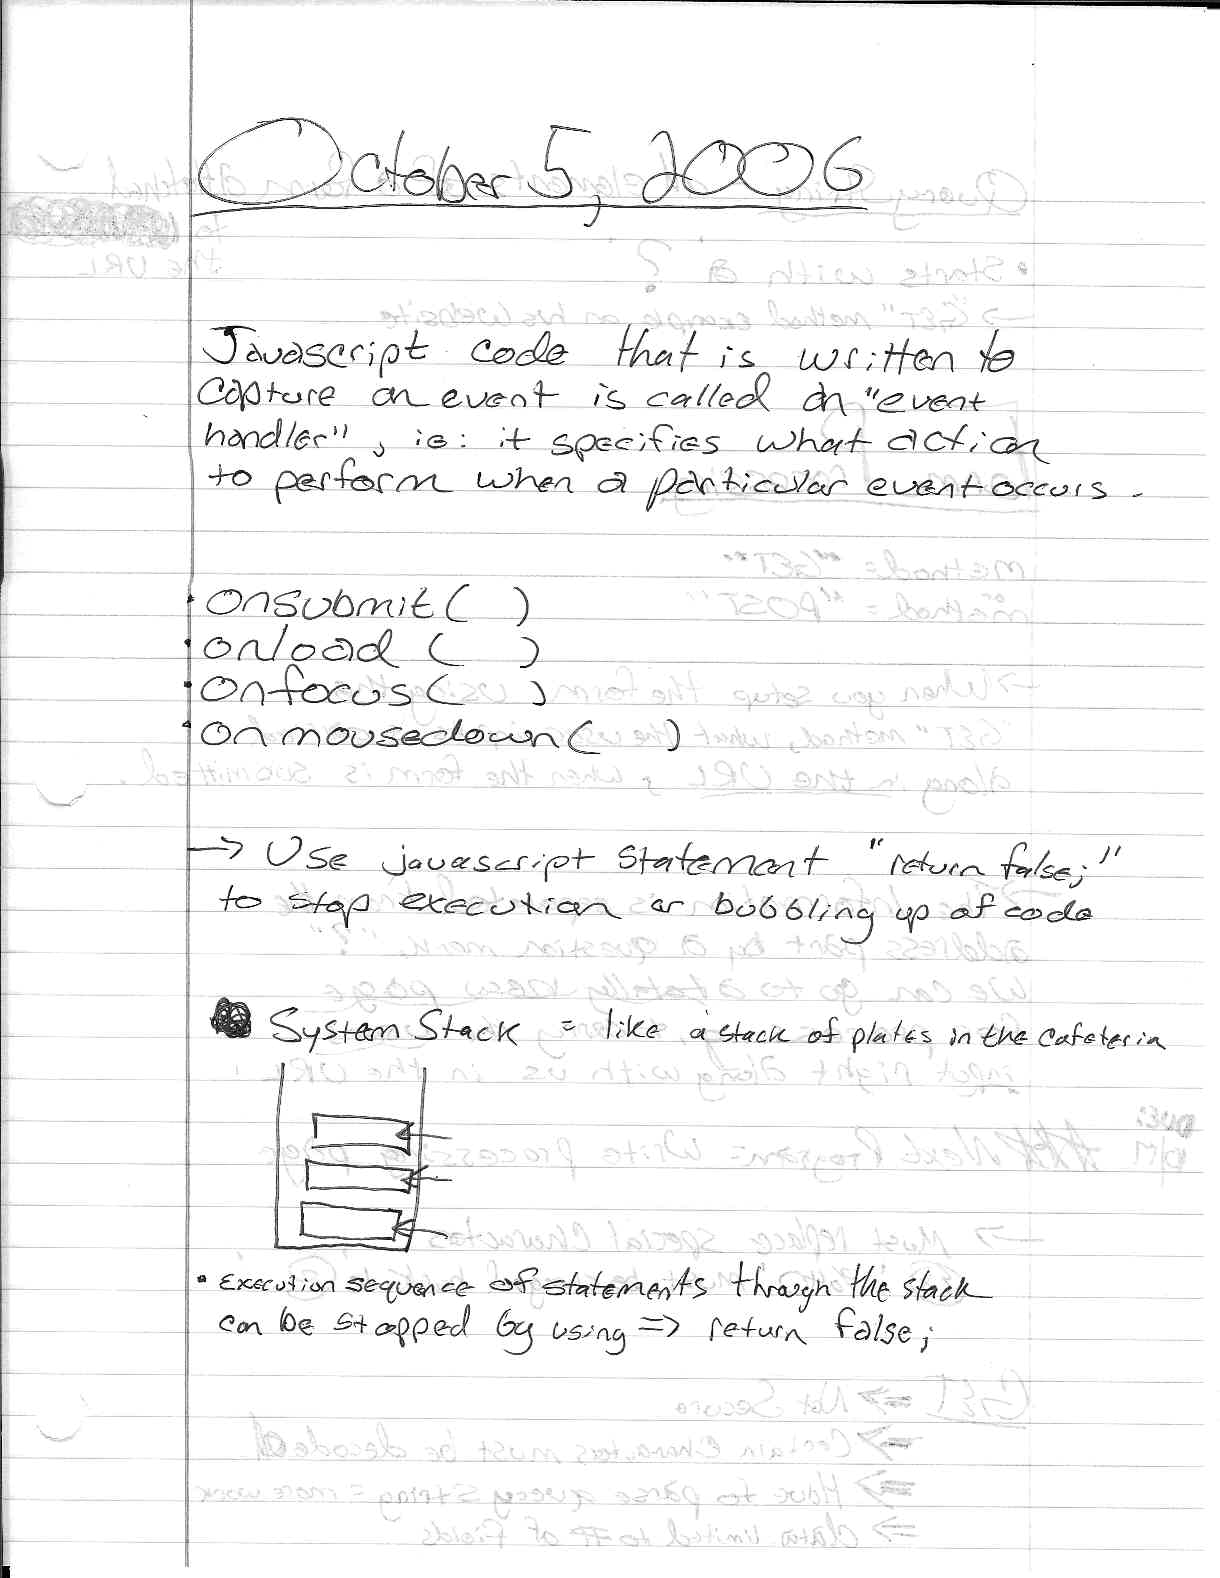 October 5, 2006
Javascript code that is written to
capture an event is called an "event
handler", ie: it specifies what action
to perform when a particular event occurs.
• onsubmit( )
• onload ( )
• onfocus( )
• onmousedown( )
→ Use javascript statement "return false;"
to stop execution or bubbling up of code
System Stack = like a stack of plates in the cafeteria
• Execution sequence of statements through the stack
can be stopped by using => return false;